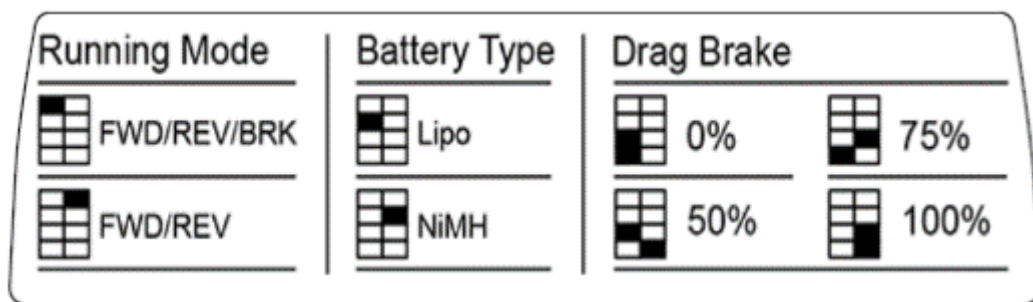 Running Mode
FWD/REV/BRK
FWD/REV
Battery Type
Lipo
NiMH
Drag Brake
0% 75%
50% 100%